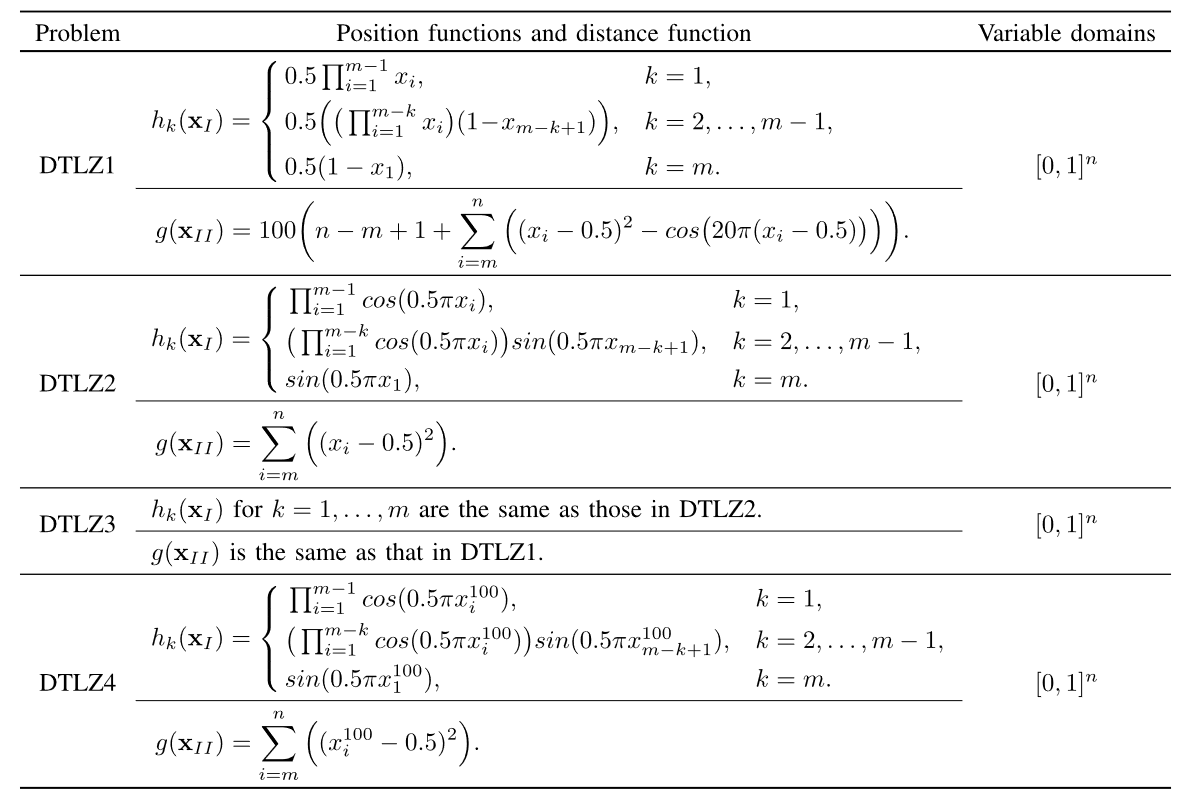 Problem Position functions and distance function Variable domains
DTLZ1
$h_k(\mathbf{x}_I) = \begin{cases} 0.5\prod_{i=1}^{m-1} x_i, & k = 1, \\ 0.5\Big(\big(\prod_{i=1}^{m-k} x_i\big)(1-x_{m-k+1})\Big), & k = 2, \ldots, m-1, \\ 0.5(1 - x_1), & k = m. \end{cases}$
$g(\mathbf{x}_{II}) = 100\Bigg(n - m + 1 + \sum_{i=m}^{n}\Big((x_i - 0.5)^2 - cos\big(20\pi(x_i - 0.5)\big)\Big)\Bigg).$
$[0, 1]^n$
DTLZ2
$h_k(\mathbf{x}_I) = \begin{cases} \prod_{i=1}^{m-1} cos(0.5\pi x_i), & k = 1, \\ \big(\prod_{i=1}^{m-k} cos(0.5\pi x_i)\big)sin(0.5\pi x_{m-k+1}), & k = 2, \ldots, m-1, \\ sin(0.5\pi x_1), & k = m. \end{cases}$
$g(\mathbf{x}_{II}) = \sum_{i=m}^{n}\Big((x_i - 0.5)^2\Big).$
$[0, 1]^n$
DTLZ3
$h_k(\mathbf{x}_I)$ for $k = 1, \ldots, m$ are the same as those in DTLZ2.
$g(\mathbf{x}_{II})$ is the same as that in DTLZ1.
$[0, 1]^n$
DTLZ4
$h_k(\mathbf{x}_I) = \begin{cases} \prod_{i=1}^{m-1} cos(0.5\pi x_i^{100}), & k = 1, \\ \big(\prod_{i=1}^{m-k} cos(0.5\pi x_i^{100})\big)sin(0.5\pi x_{m-k+1}^{100}), & k = 2, \ldots, m-1, \\ sin(0.5\pi x_1^{100}), & k = m. \end{cases}$
$g(\mathbf{x}_{II}) = \sum_{i=m}^{n}\Big((x_i^{100} - 0.5)^2\Big).$
$[0, 1]^n$